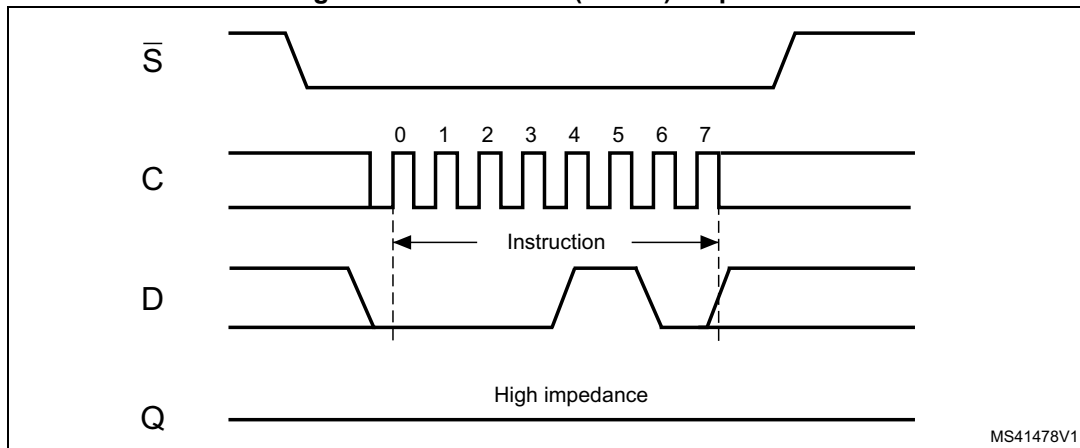 S̅
0 1 2 3 4 5 6 7
C
Instruction
D
High impedance
Q
MS41478V1